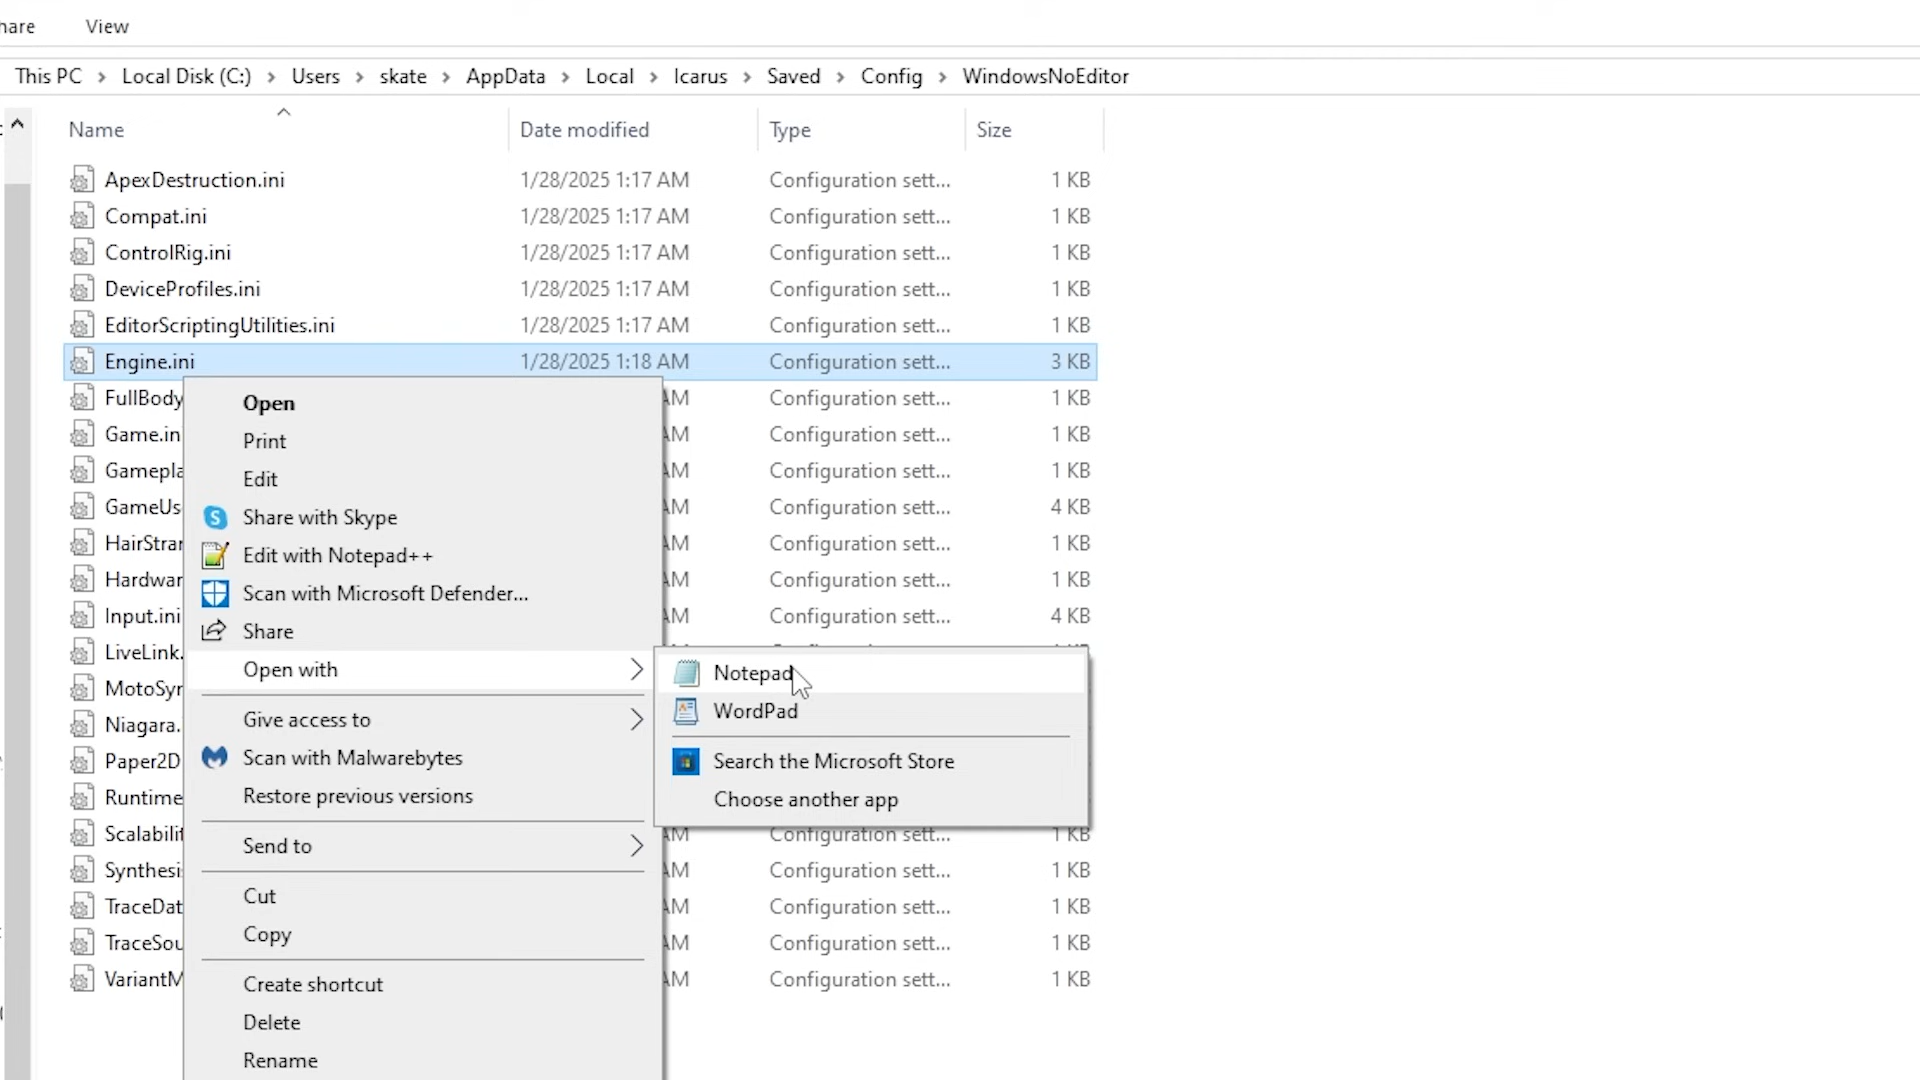 hare View
This PC > Local Disk (C:) > Users > skate > AppData > Local > Icarus > Saved > Config > WindowsNoEditor
Name Date modified Type Size
ApexDestruction.ini 1/28/2025 1:17 AM Configuration sett... 1 KB
Compat.ini 1/28/2025 1:17 AM Configuration sett... 1 KB
ControlRig.ini 1/28/2025 1:17 AM Configuration sett... 1 KB
DeviceProfiles.ini 1/28/2025 1:17 AM Configuration sett... 1 KB
EditorScriptingUtilities.ini 1/28/2025 1:17 AM Configuration sett... 1 KB
Engine.ini 1/28/2025 1:18 AM Configuration sett... 3 KB
FullBody AM Configuration sett... 1 KB
Game.in AM Configuration sett... 1 KB
Gamepla AM Configuration sett... 1 KB
GameUs AM Configuration sett... 4 KB
HairStrar AM Configuration sett... 1 KB
Hardwar AM Configuration sett... 1 KB
Input.ini AM Configuration sett... 4 KB
LiveLink.
MotoSyr
Niagara.
Paper2D
Runtime
Scalabilit AM Configuration sett... 1 KB
Synthesi AM Configuration sett... 1 KB
TraceDat AM Configuration sett... 1 KB
TraceSou AM Configuration sett... 1 KB
VariantM AM Configuration sett... 1 KB
Open
Print
Edit
Share with Skype
Edit with Notepad++
Scan with Microsoft Defender...
Share
Open with
Give access to
Scan with Malwarebytes
Restore previous versions
Send to
Cut
Copy
Create shortcut
Delete
Rename
Notepad
WordPad
Search the Microsoft Store
Choose another app